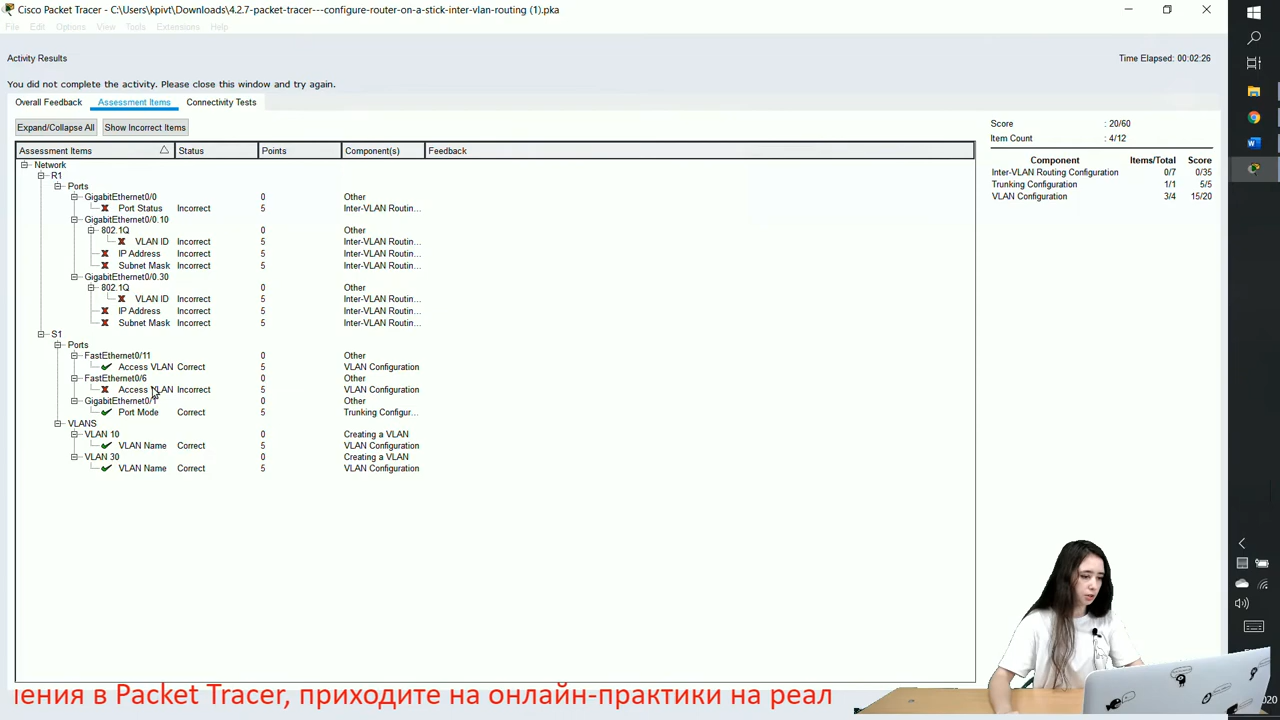 Cisco Packet Tracer - C:\Users\kpivt\Downloads\4.2.7-packet-tracer---configure-router-on-a-stick-inter-vlan-routing (1).pka
File Edit Options View Tools Extensions Help
Activity Results
Time Elapsed: 00:02:26
You did not complete the activity. Please close this window and try again.
Overall Feedback Assessment Items Connectivity Tests
Expand/Collapse All Show Incorrect Items
Assessment Items Status Points Component(s) Feedback
Network
R1
Ports
GigabitEthernet0/0 0 Other
Port Status Incorrect 5 Inter-VLAN Routin...
GigabitEthernet0/0.10
802.1Q 0 Other
VLAN ID Incorrect 5 Inter-VLAN Routin...
IP Address Incorrect 5 Inter-VLAN Routin...
Subnet Mask Incorrect 5 Inter-VLAN Routin...
GigabitEthernet0/0.30
802.1Q 0 Other
VLAN ID Incorrect 5 Inter-VLAN Routin...
IP Address Incorrect 5 Inter-VLAN Routin...
Subnet Mask Incorrect 5 Inter-VLAN Routin...
S1
Ports
FastEthernet0/11 0 Other
Access VLAN Correct 5 VLAN Configuration
FastEthernet0/6 0 Other
Access VLAN Incorrect 5 VLAN Configuration
GigabitEthernet0/1 0 Other
Port Mode Correct 5 Trunking Configur...
VLANS
VLAN 10 0 Creating a VLAN
VLAN Name Correct 5 VLAN Configuration
VLAN 30 0 Creating a VLAN
VLAN Name Correct 5 VLAN Configuration
Score : 20/60
Item Count : 4/12
Component Items/Total Score
Inter-VLAN Routing Configuration 0/7 0/35
Trunking Configuration 1/1 5/5
VLAN Configuration 3/4 15/20
ления в Packet Tracer, приходите на онлайн-практики на реал